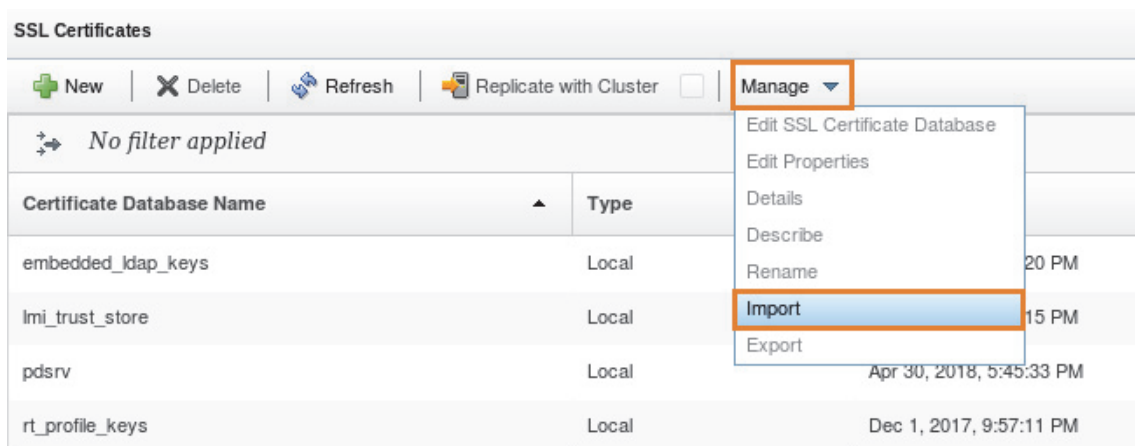 SSL Certificates
New Delete Refresh Replicate with Cluster Manage
No filter applied
Edit SSL Certificate Database
Edit Properties
Certificate Database Name Type
Details
Describe
embedded_ldap_keys Local 20 PM
Rename
Import
lmi_trust_store Local 15 PM
Export
pdsrv Local Apr 30, 2018, 5:45:33 PM
rt_profile_keys Local Dec 1, 2017, 9:57:11 PM